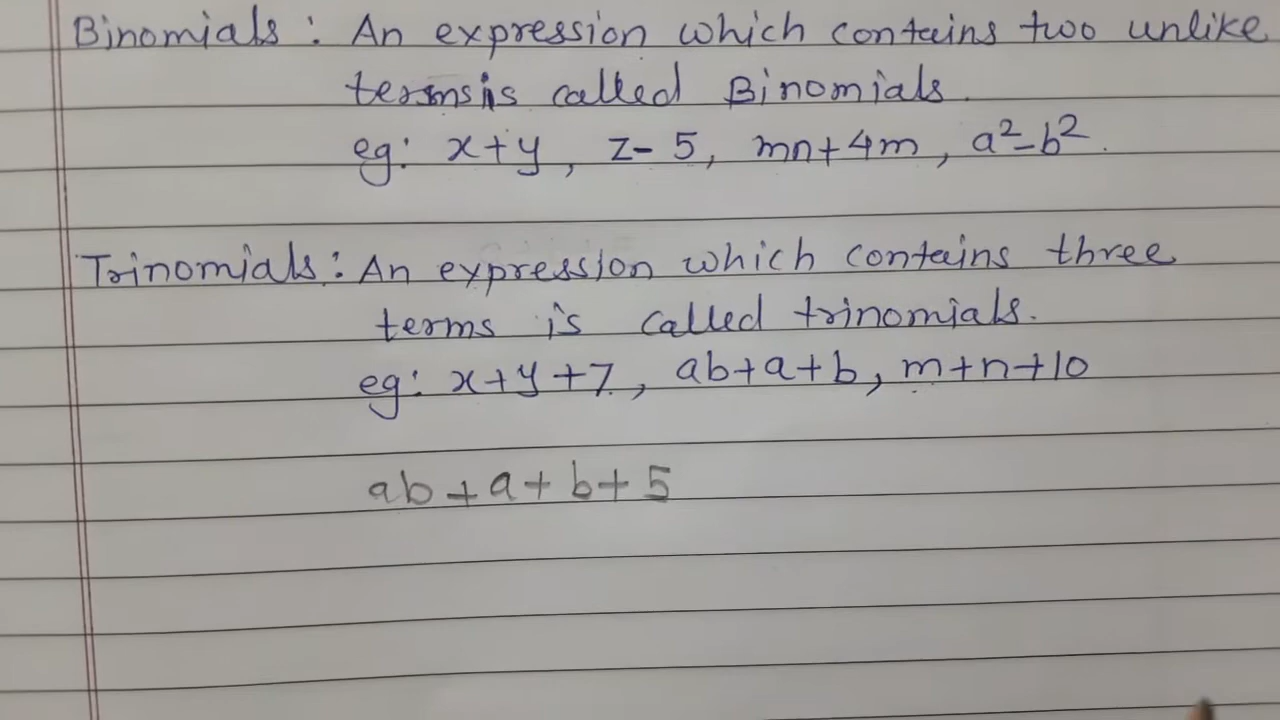 Binomials : An expression which contains two unlike
terms is called Binomials.
eg: x+y, z-5, mn+4m, a²-b².
Trinomials: An expression which contains three
terms is called trinomials.
eg: x+y+7, ab+a+b, m+n+10
ab+a+b+5